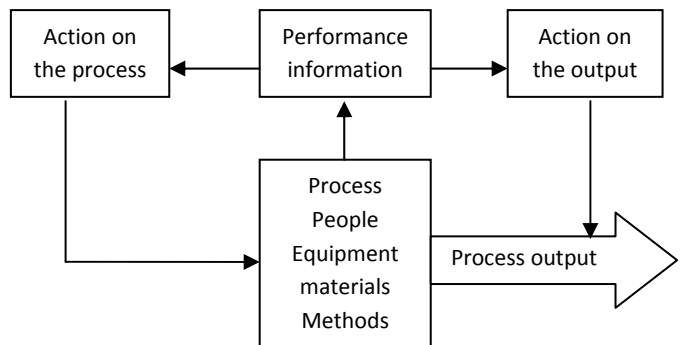 Action on
the process
Performance
information
Action on
the output
Process
People
Equipment
materials
Methods
Process output